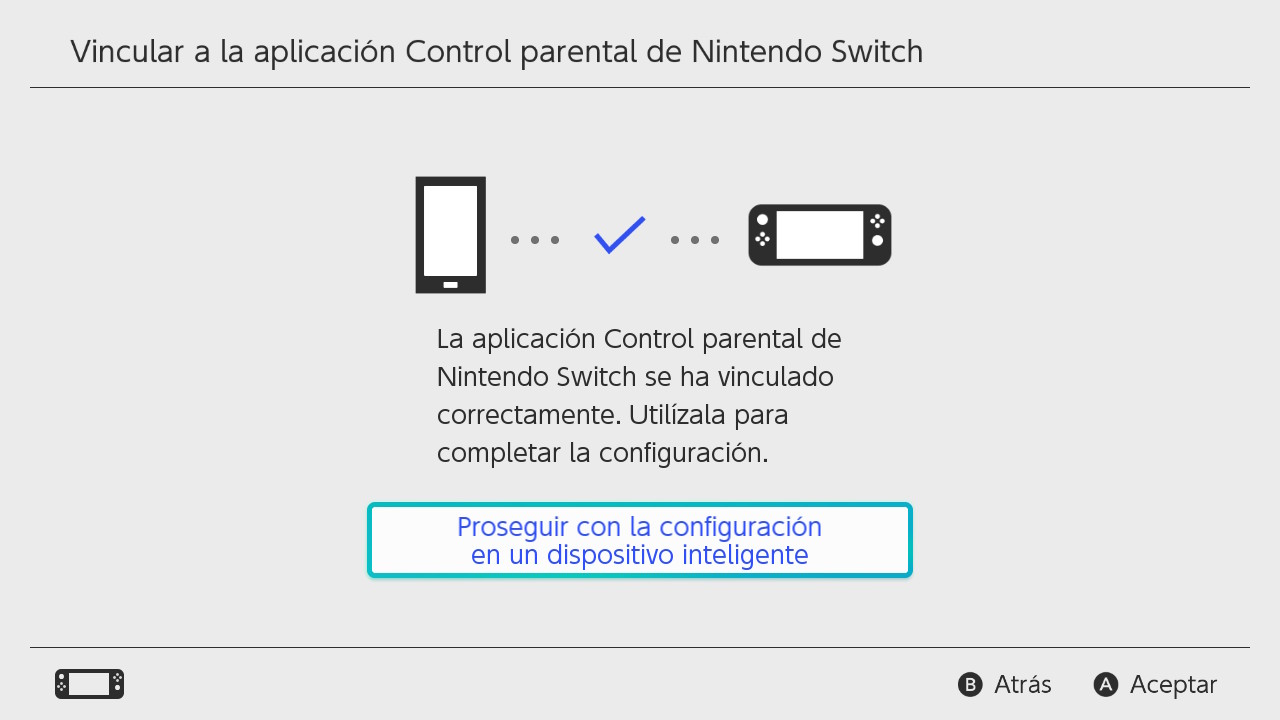 Vincular a la aplicación Control parental de Nintendo Switch
La aplicación Control parental de
Nintendo Switch se ha vinculado
correctamente. Utilízala para
completar la configuración.
Proseguir con la configuración
en un dispositivo inteligente
B Atrás A Aceptar